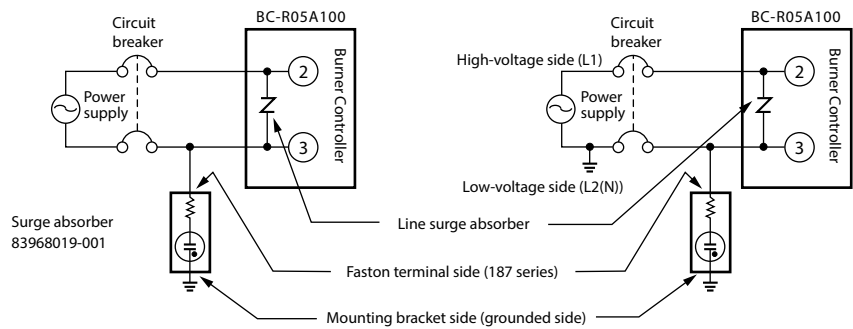 Circuit
breaker
BC-R05A100
Power
supply
2
3
Burner Controller
Surge absorber
83968019-001
Circuit
breaker
BC-R05A100
High-voltage side (L1)
Power
supply
2
3
Burner Controller
Low-voltage side (L2(N))
Line surge absorber
Faston terminal side (187 series)
Mounting bracket side (grounded side)